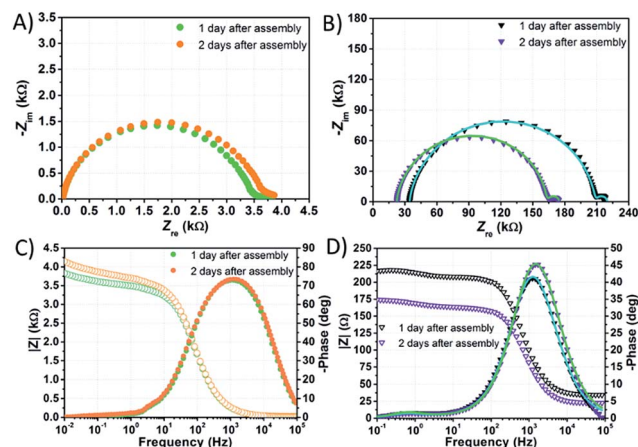 A)
3.5
3.0
2.5
2.0
1.5
1.0
0.5
0.0
-Zim (kΩ)
1 day after assembly
2 days after assembly
0.0 0.5 1.0 1.5 2.0 2.5 3.0 3.5 4.0 4.5
Zre (kΩ)
B)
180
150
120
90
60
30
0
-Zim (kΩ)
1 day after assembly
2 days after assembly
0 30 60 90 120 150 180 210 240
Zre (kΩ)
C)
4.5
4.0
3.5
3.0
2.5
2.0
1.5
1.0
0.5
0.0
|Z| (kΩ)
1 day after assembly
2 days after assembly
90
80
70
60
50
40
30
20
10
0
-Phase (deg)
10-2 10-1 100 101 102 103 104 105
Frequency (Hz)
D)
250
225
200
175
150
125
100
75
50
25
0
|Z| (Ω)
1 day after assembly
2 days after assembly
50
45
40
35
30
25
20
15
10
5
0
-Phase (deg)
10-1 100 101 102 103 104 105
Frequency (Hz)